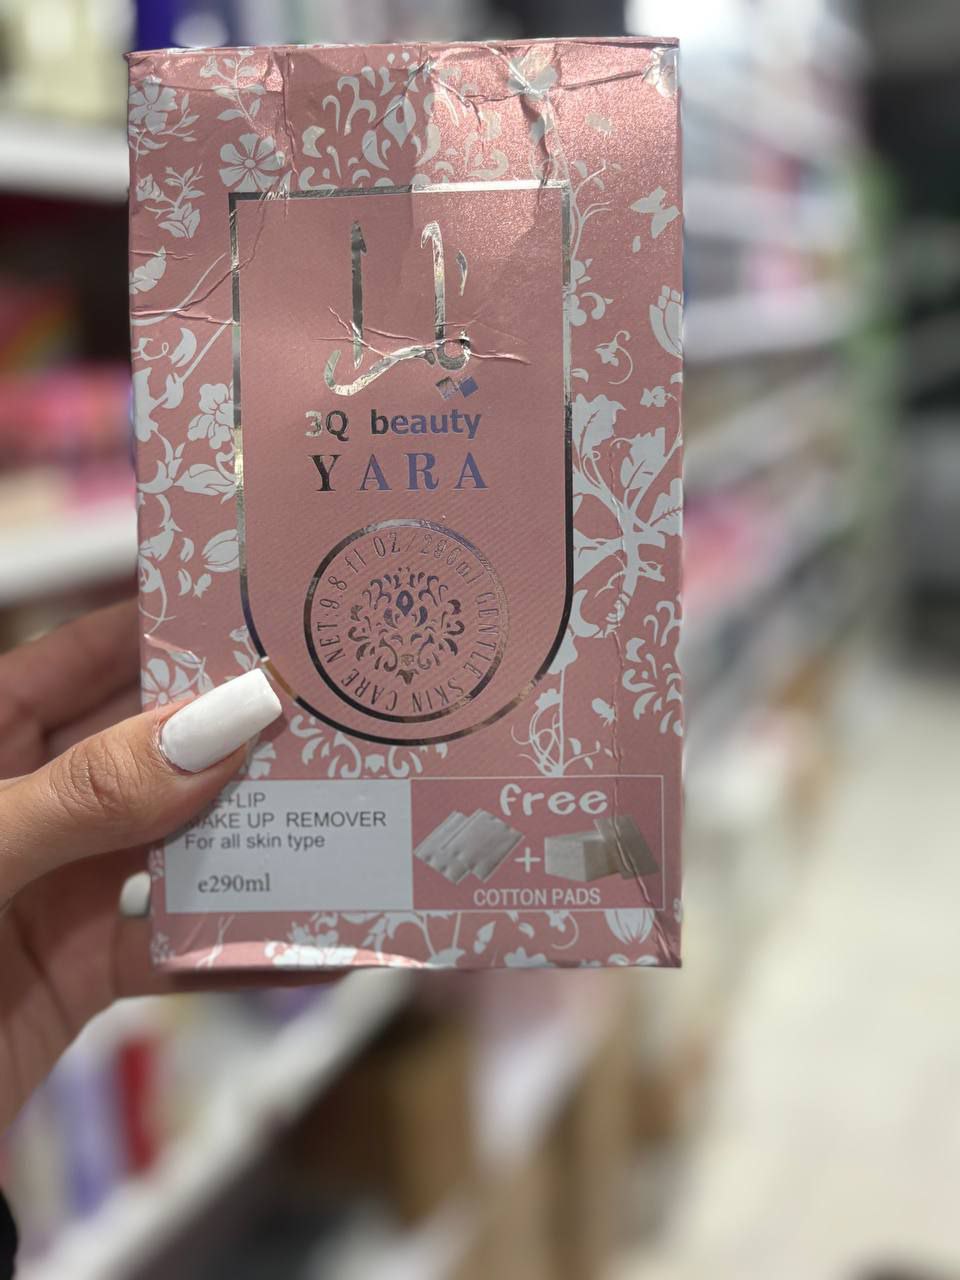 يارا
3Q beauty
YARA
NET:9.8 fl OZ/290ml GENTLE SKIN CARE
E+LIP
MAKE UP REMOVER
For all skin type
e290ml
free
+
COTTON PADS